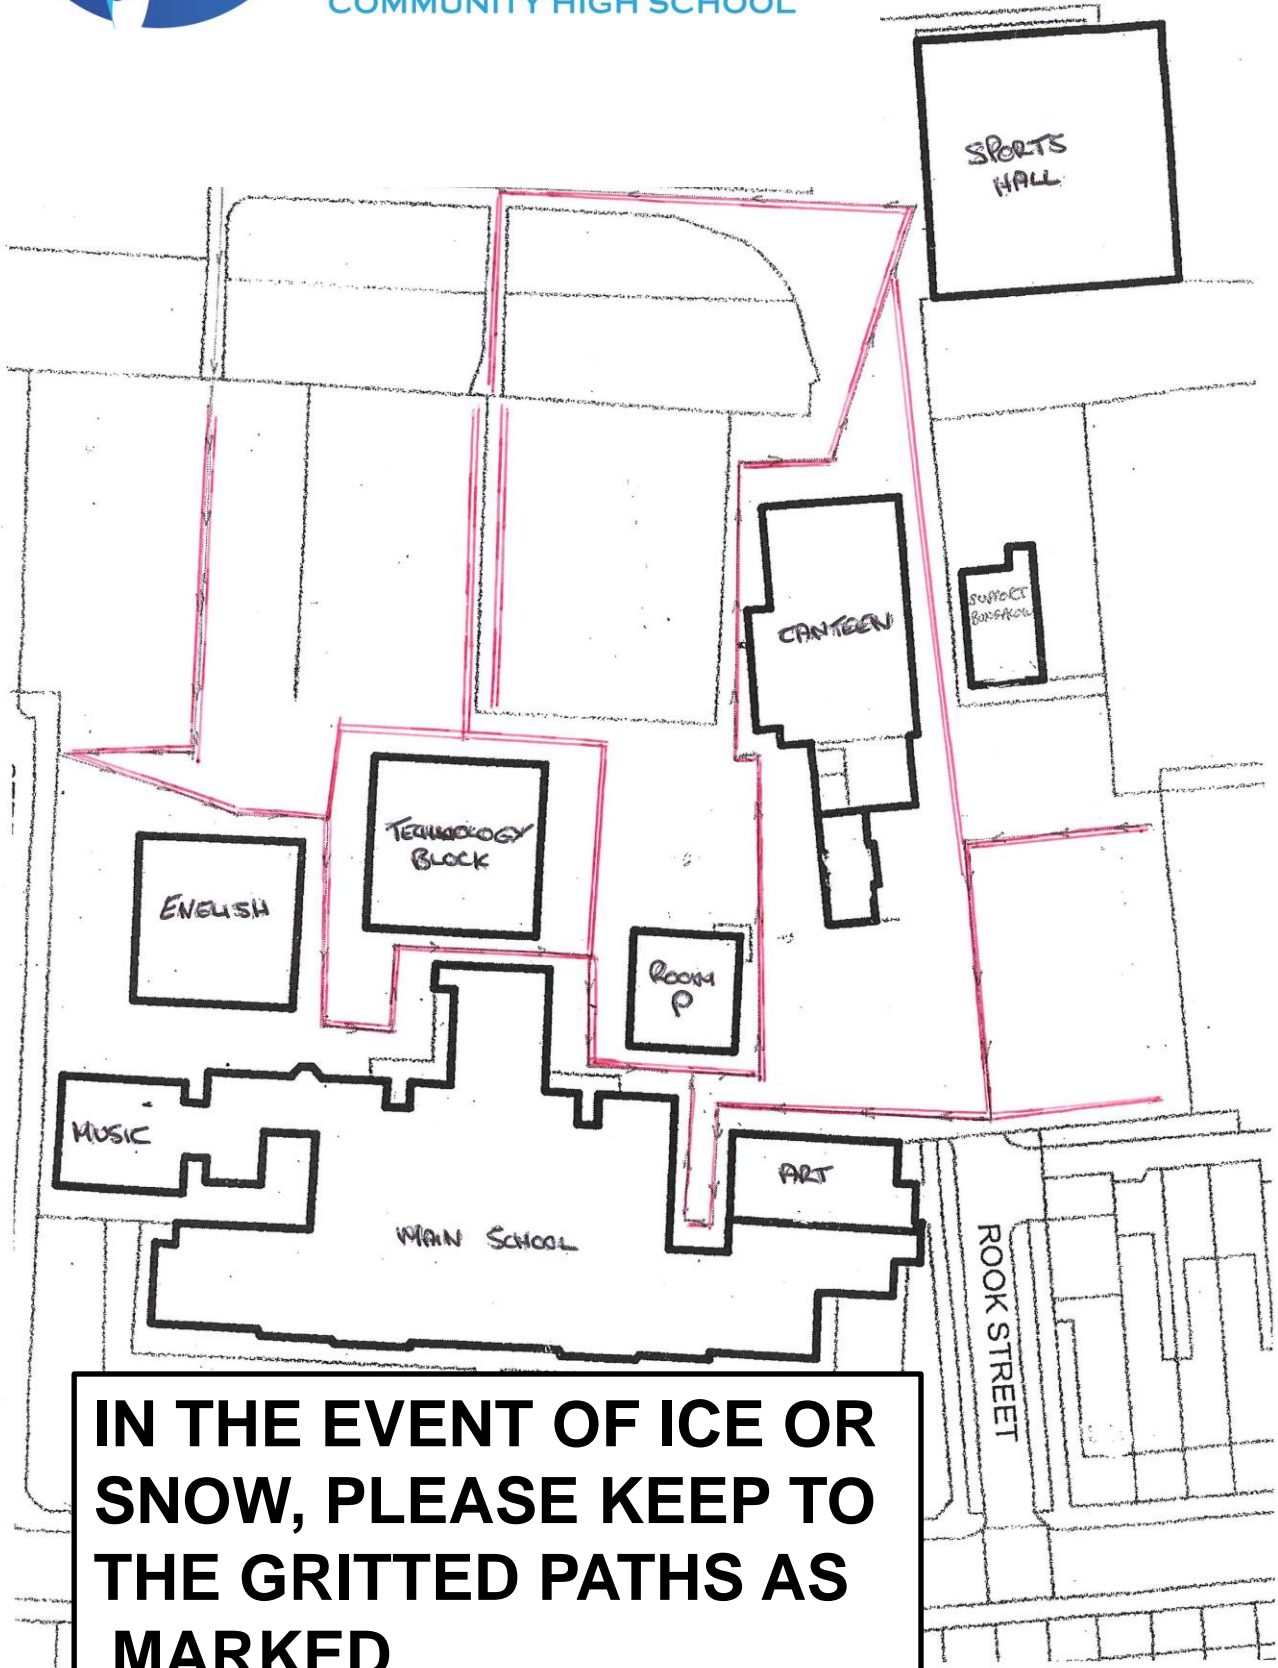 COMMUNITY HIGH SCHOOL
SPORTS
HALL
CANTEEN
SUPPORT
BUNGALOW
TECHNOLOGY
BLOCK
ENGLISH
ROOM
P
MUSIC
ART
MAIN SCHOOL
ROOK STREET
IN THE EVENT OF ICE OR
SNOW, PLEASE KEEP TO
THE GRITTED PATHS AS
MARKED